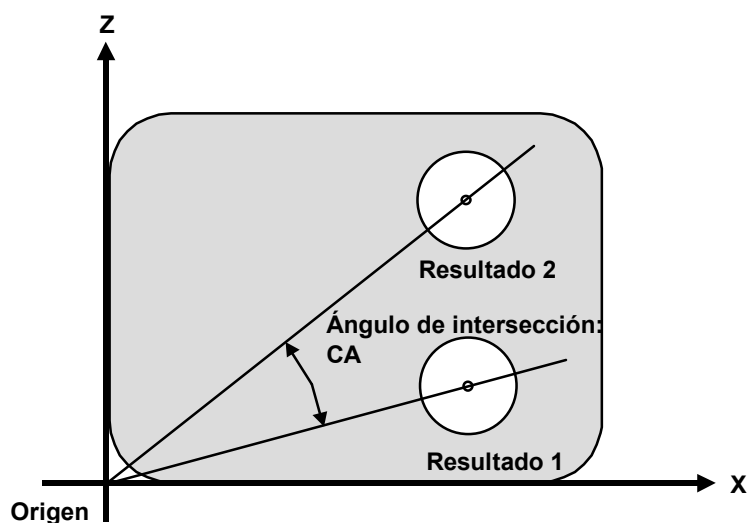 Z
Resultado 2
Ángulo de intersección:
CA
Resultado 1
X
Origen